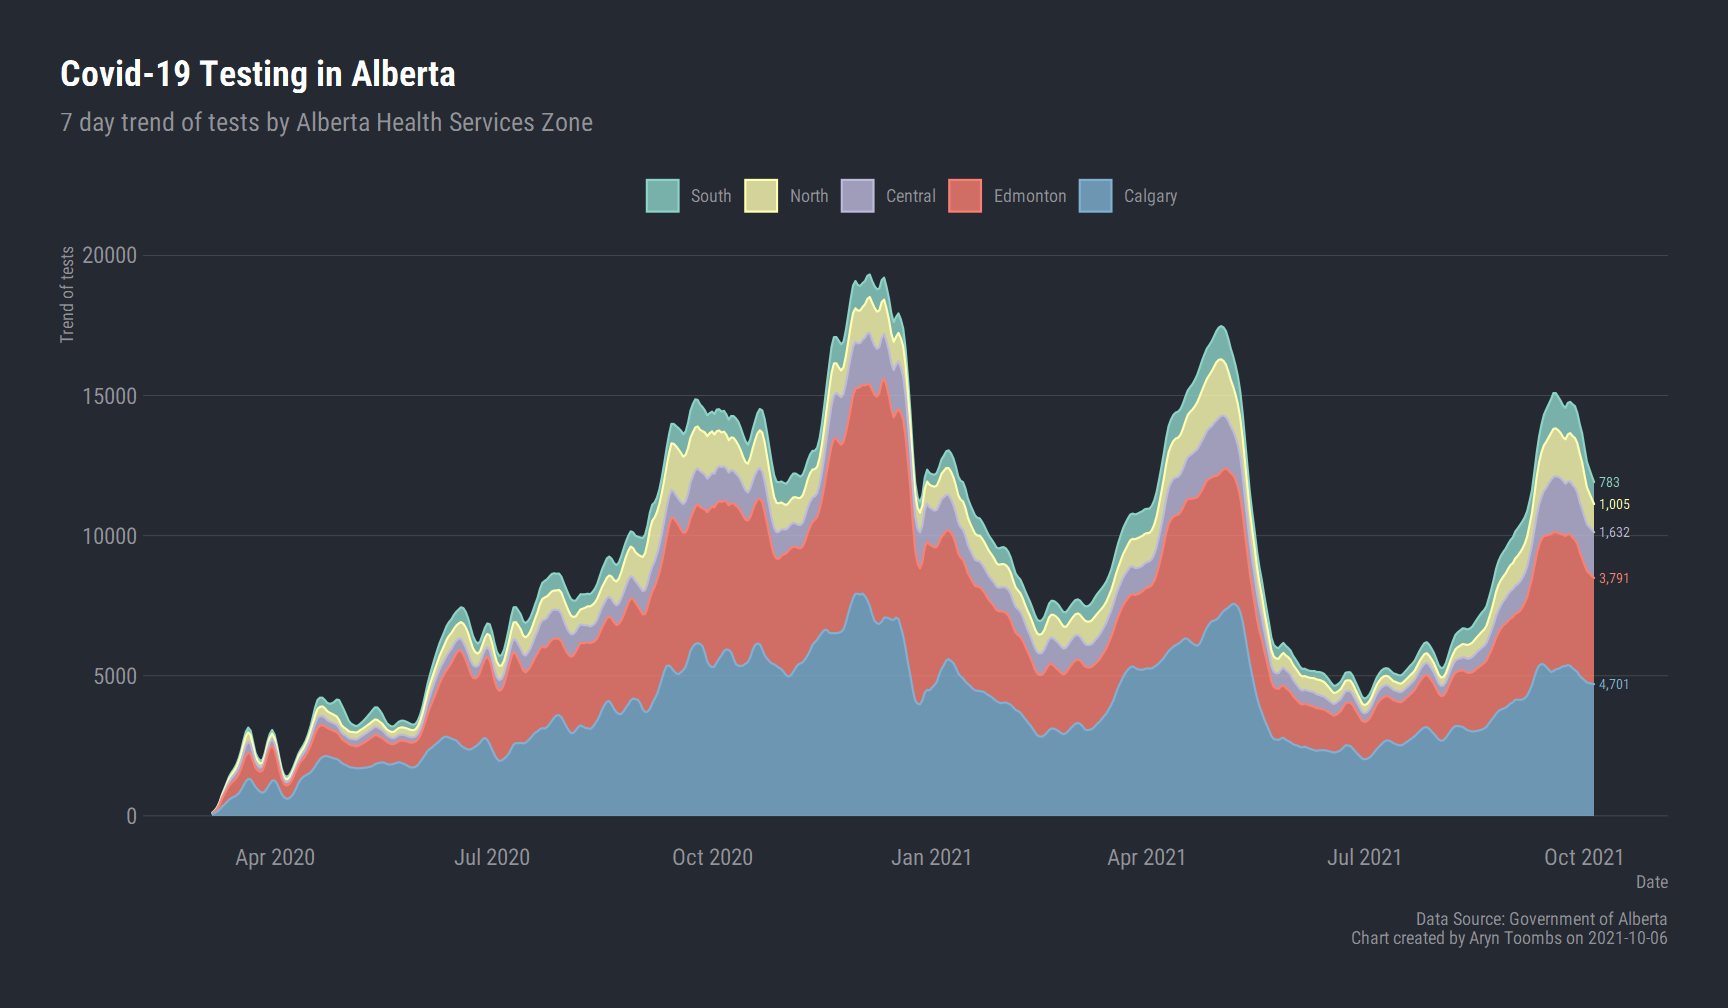 Covid-19 Testing in Alberta
7 day trend of tests by Alberta Health Services Zone
South North Central Edmonton Calgary
Trend of tests
20000
15000
10000
5000
0
783
1,005
1,632
3,791
4,701
Apr 2020 Jul 2020 Oct 2020 Jan 2021 Apr 2021 Jul 2021 Oct 2021
Date
Data Source: Government of Alberta
Chart created by Aryn Toombs on 2021-10-06